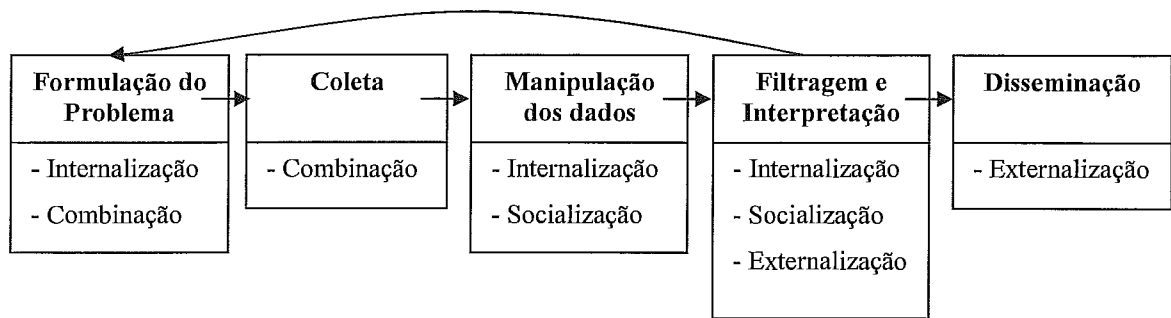 Formulação do
Problema
- Internalização
- Combinação
Coleta
- Combinação
Manipulação
dos dados
- Internalização
- Socialização
Filtragem e
Interpretação
- Internalização
- Socialização
- Externalização
Disseminação
- Externalização